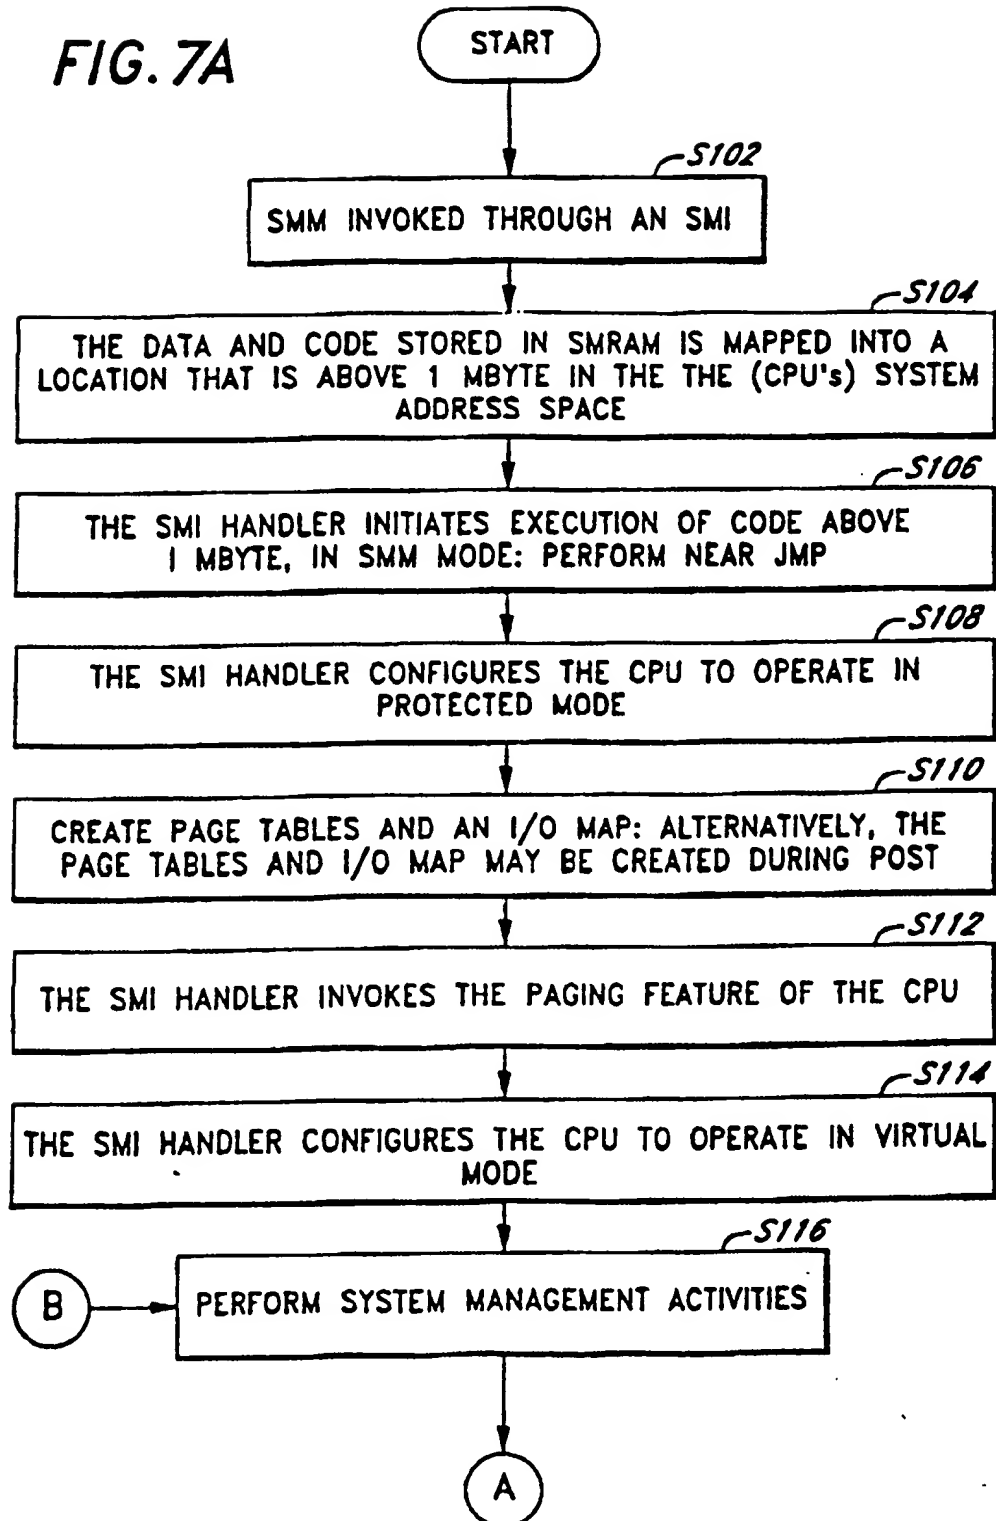 FIG. 7A
START
S102
SMM INVOKED THROUGH AN SMI
S104
THE DATA AND CODE STORED IN SMRAM IS MAPPED INTO A
LOCATION THAT IS ABOVE 1 MBYTE IN THE THE (CPU's) SYSTEM
ADDRESS SPACE
S106
THE SMI HANDLER INITIATES EXECUTION OF CODE ABOVE
1 MBYTE, IN SMM MODE: PERFORM NEAR JMP
S108
THE SMI HANDLER CONFIGURES THE CPU TO OPERATE IN
PROTECTED MODE
S110
CREATE PAGE TABLES AND AN I/O MAP: ALTERNATIVELY, THE
PAGE TABLES AND I/O MAP MAY BE CREATED DURING POST
S112
THE SMI HANDLER INVOKES THE PAGING FEATURE OF THE CPU
S114
THE SMI HANDLER CONFIGURES THE CPU TO OPERATE IN VIRTUAL
MODE
S116
B
PERFORM SYSTEM MANAGEMENT ACTIVITIES
A